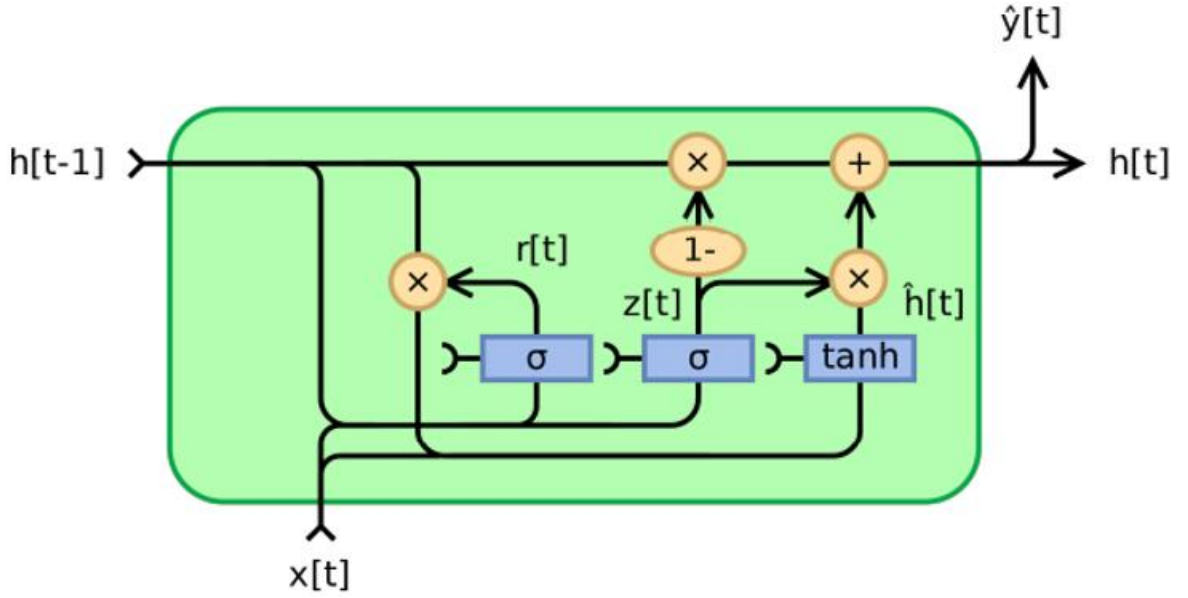 ŷ[t]
h[t-1]
×
+
h[t]
r[t]
1-
×
z[t]
×
ĥ[t]
σ
σ
tanh
x[t]